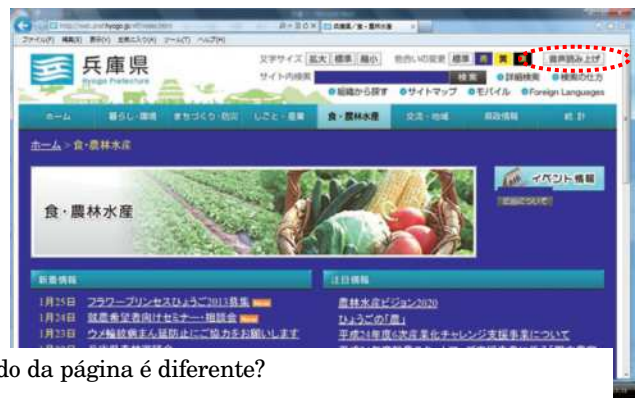 兵庫県
Hyogo Prefecture
文字サイズ 拡大 標準 縮小 色合いの変更 標準 青 黄 黒 音声読み上げ
サイト内検索 検索 詳細検索 検索の仕方
組織から探す サイトマップ モバイル Foreign Languages
ホーム 暮らし・環境 まちづくり・防災 しごと・産業 食・農林水産 交流・地域 県政情報 統計
ホーム > 食・農林水産
食・農林水産
イベント情報
広告について
新着情報
注目情報
1月25日 フラワープリンセスひょうご2013募集
農林水産ビジョン2020
1月24日 就農希望者向けセミナー・相談会
ひょうごの「農」
1月23日 ウメ輪紋病まん延防止にご協力をお願いします
平成24年度6次産業化チャレンジ支援事業について
do da página é diferente?